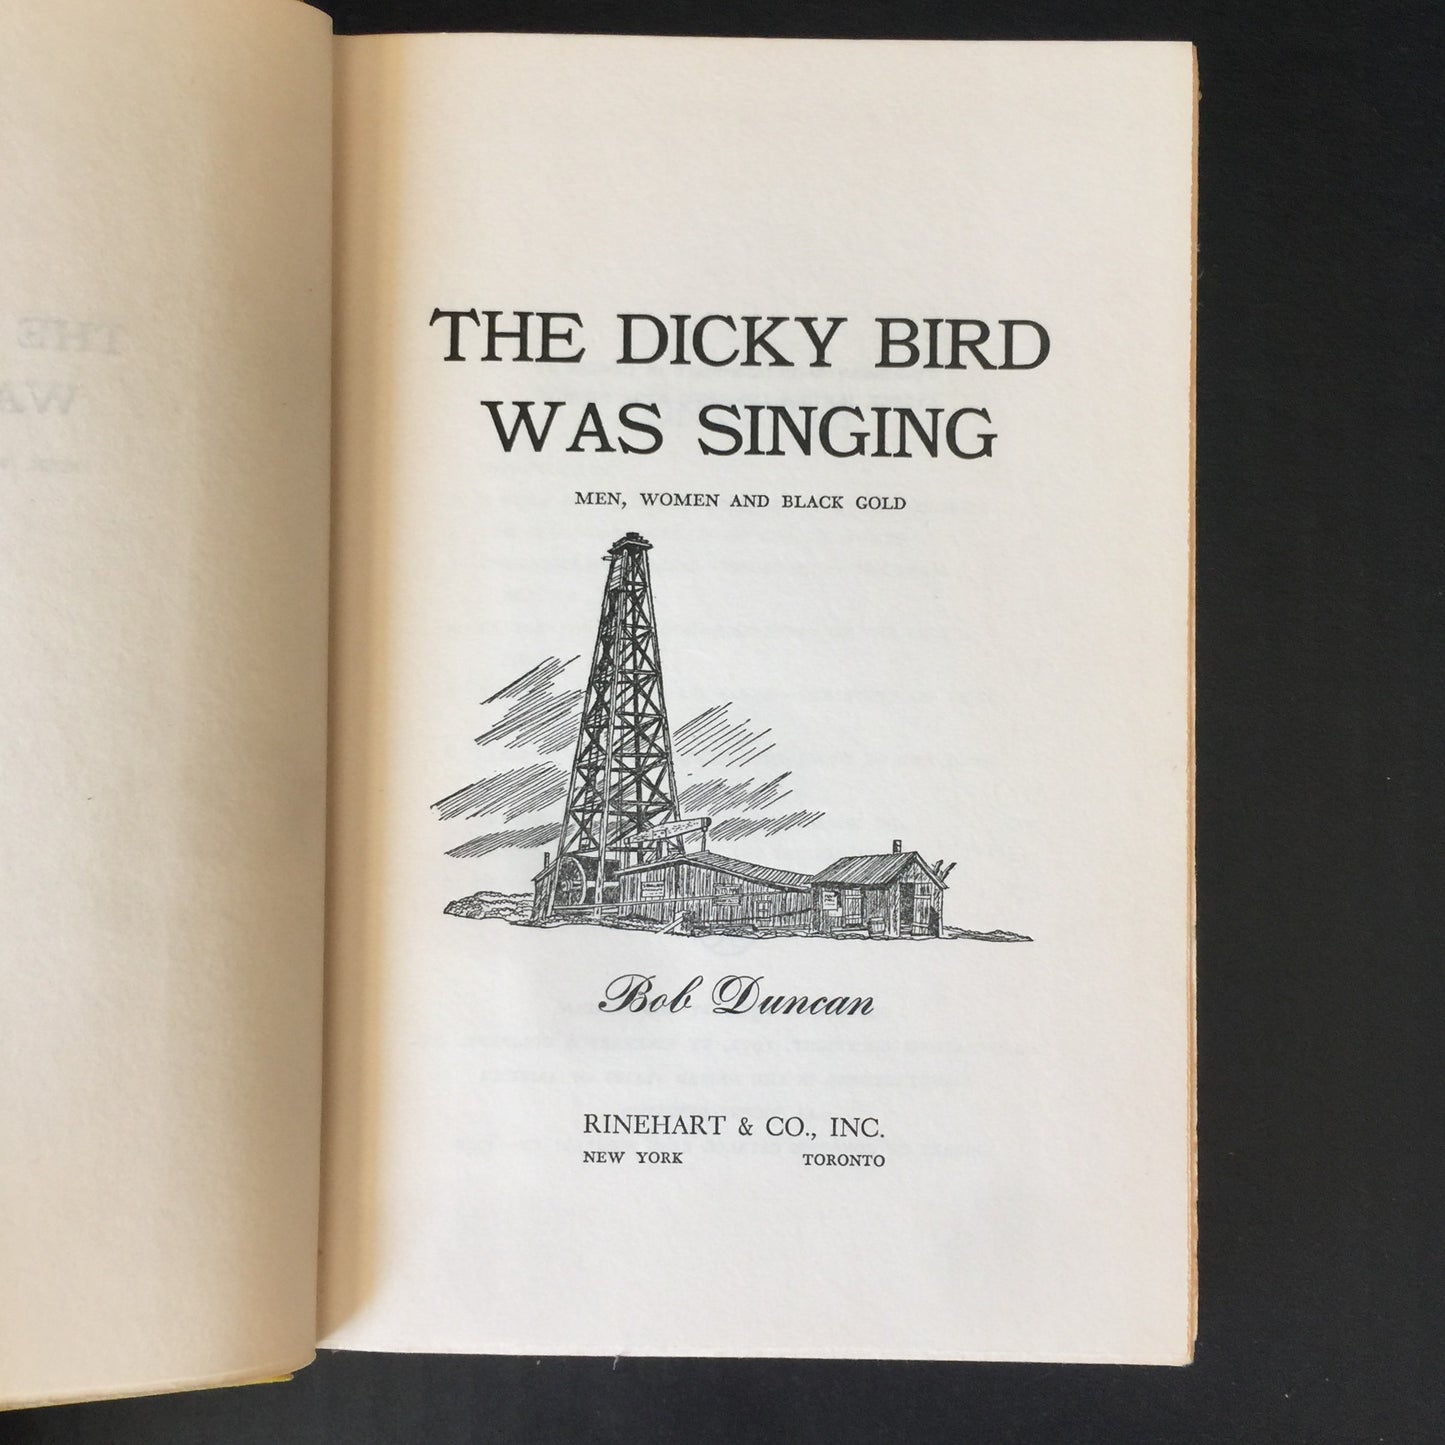 THE DICKY BIRD
WAS SINGING
MEN, WOMEN AND BLACK GOLD
Bob Duncan
RINEHART & CO., INC.
NEW YORK TORONTO